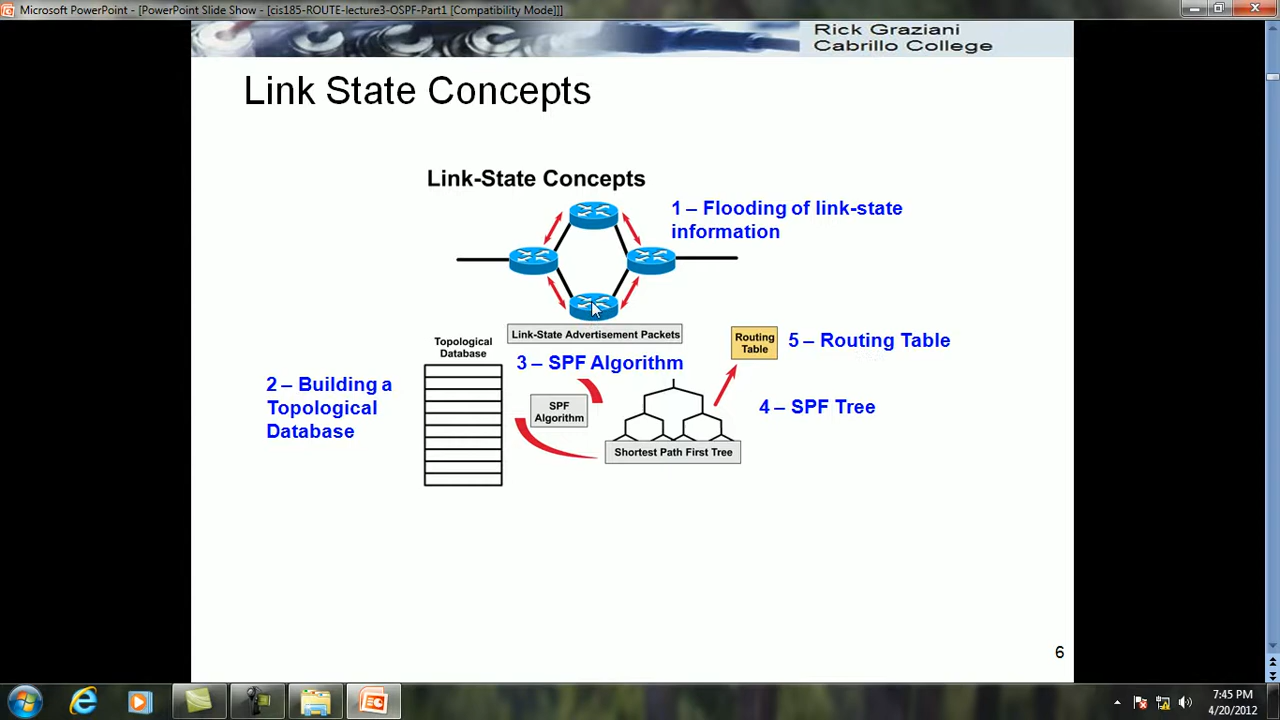 Microsoft PowerPoint - [PowerPoint Slide Show - [cis185-ROUTE-lecture3-OSPF-Part1 [Compatibility Mode]]]
Rick Graziani
Cabrillo College
Link State Concepts
Link-State Concepts
1 – Flooding of link-state
information
Link-State Advertisement Packets
Topological
Database
2 – Building a
Topological
Database
3 – SPF Algorithm
SPF
Algorithm
Shortest Path First Tree
4 – SPF Tree
Routing
Table
5 – Routing Table
6
7:45 PM
4/20/2012